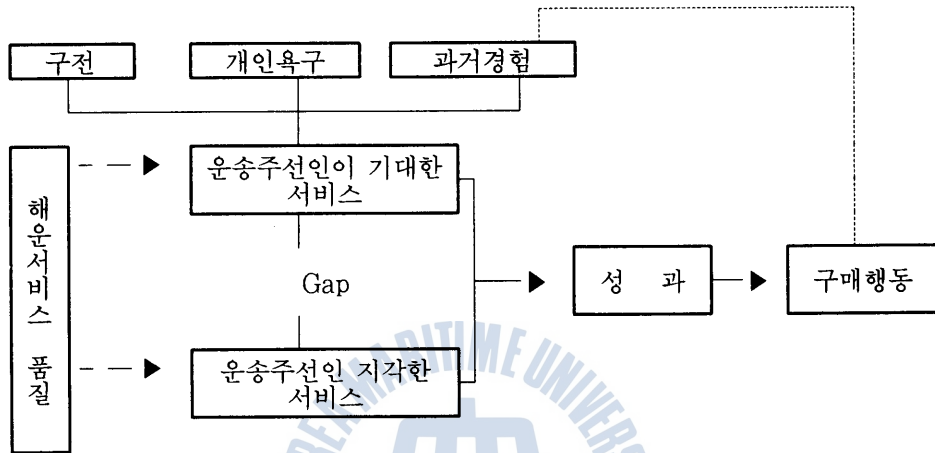 구전
개인욕구
과거경험
해운서비스 품질
운송주선인이 기대한
서비스
Gap
운송주선인 지각한
서비스
성 과
구매행동